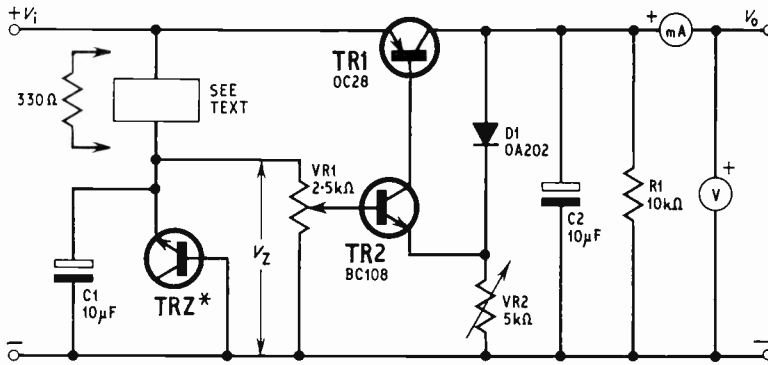 +Vi
330Ω
SEE
TEXT
C1
10μF
TRZ*
VZ
VR1
2·5kΩ
TR1
OC28
TR2
BC108
D1
OA202
VR2
5kΩ
C2
10μF
R1
10kΩ
+
mA
Vo
+
V
−
−